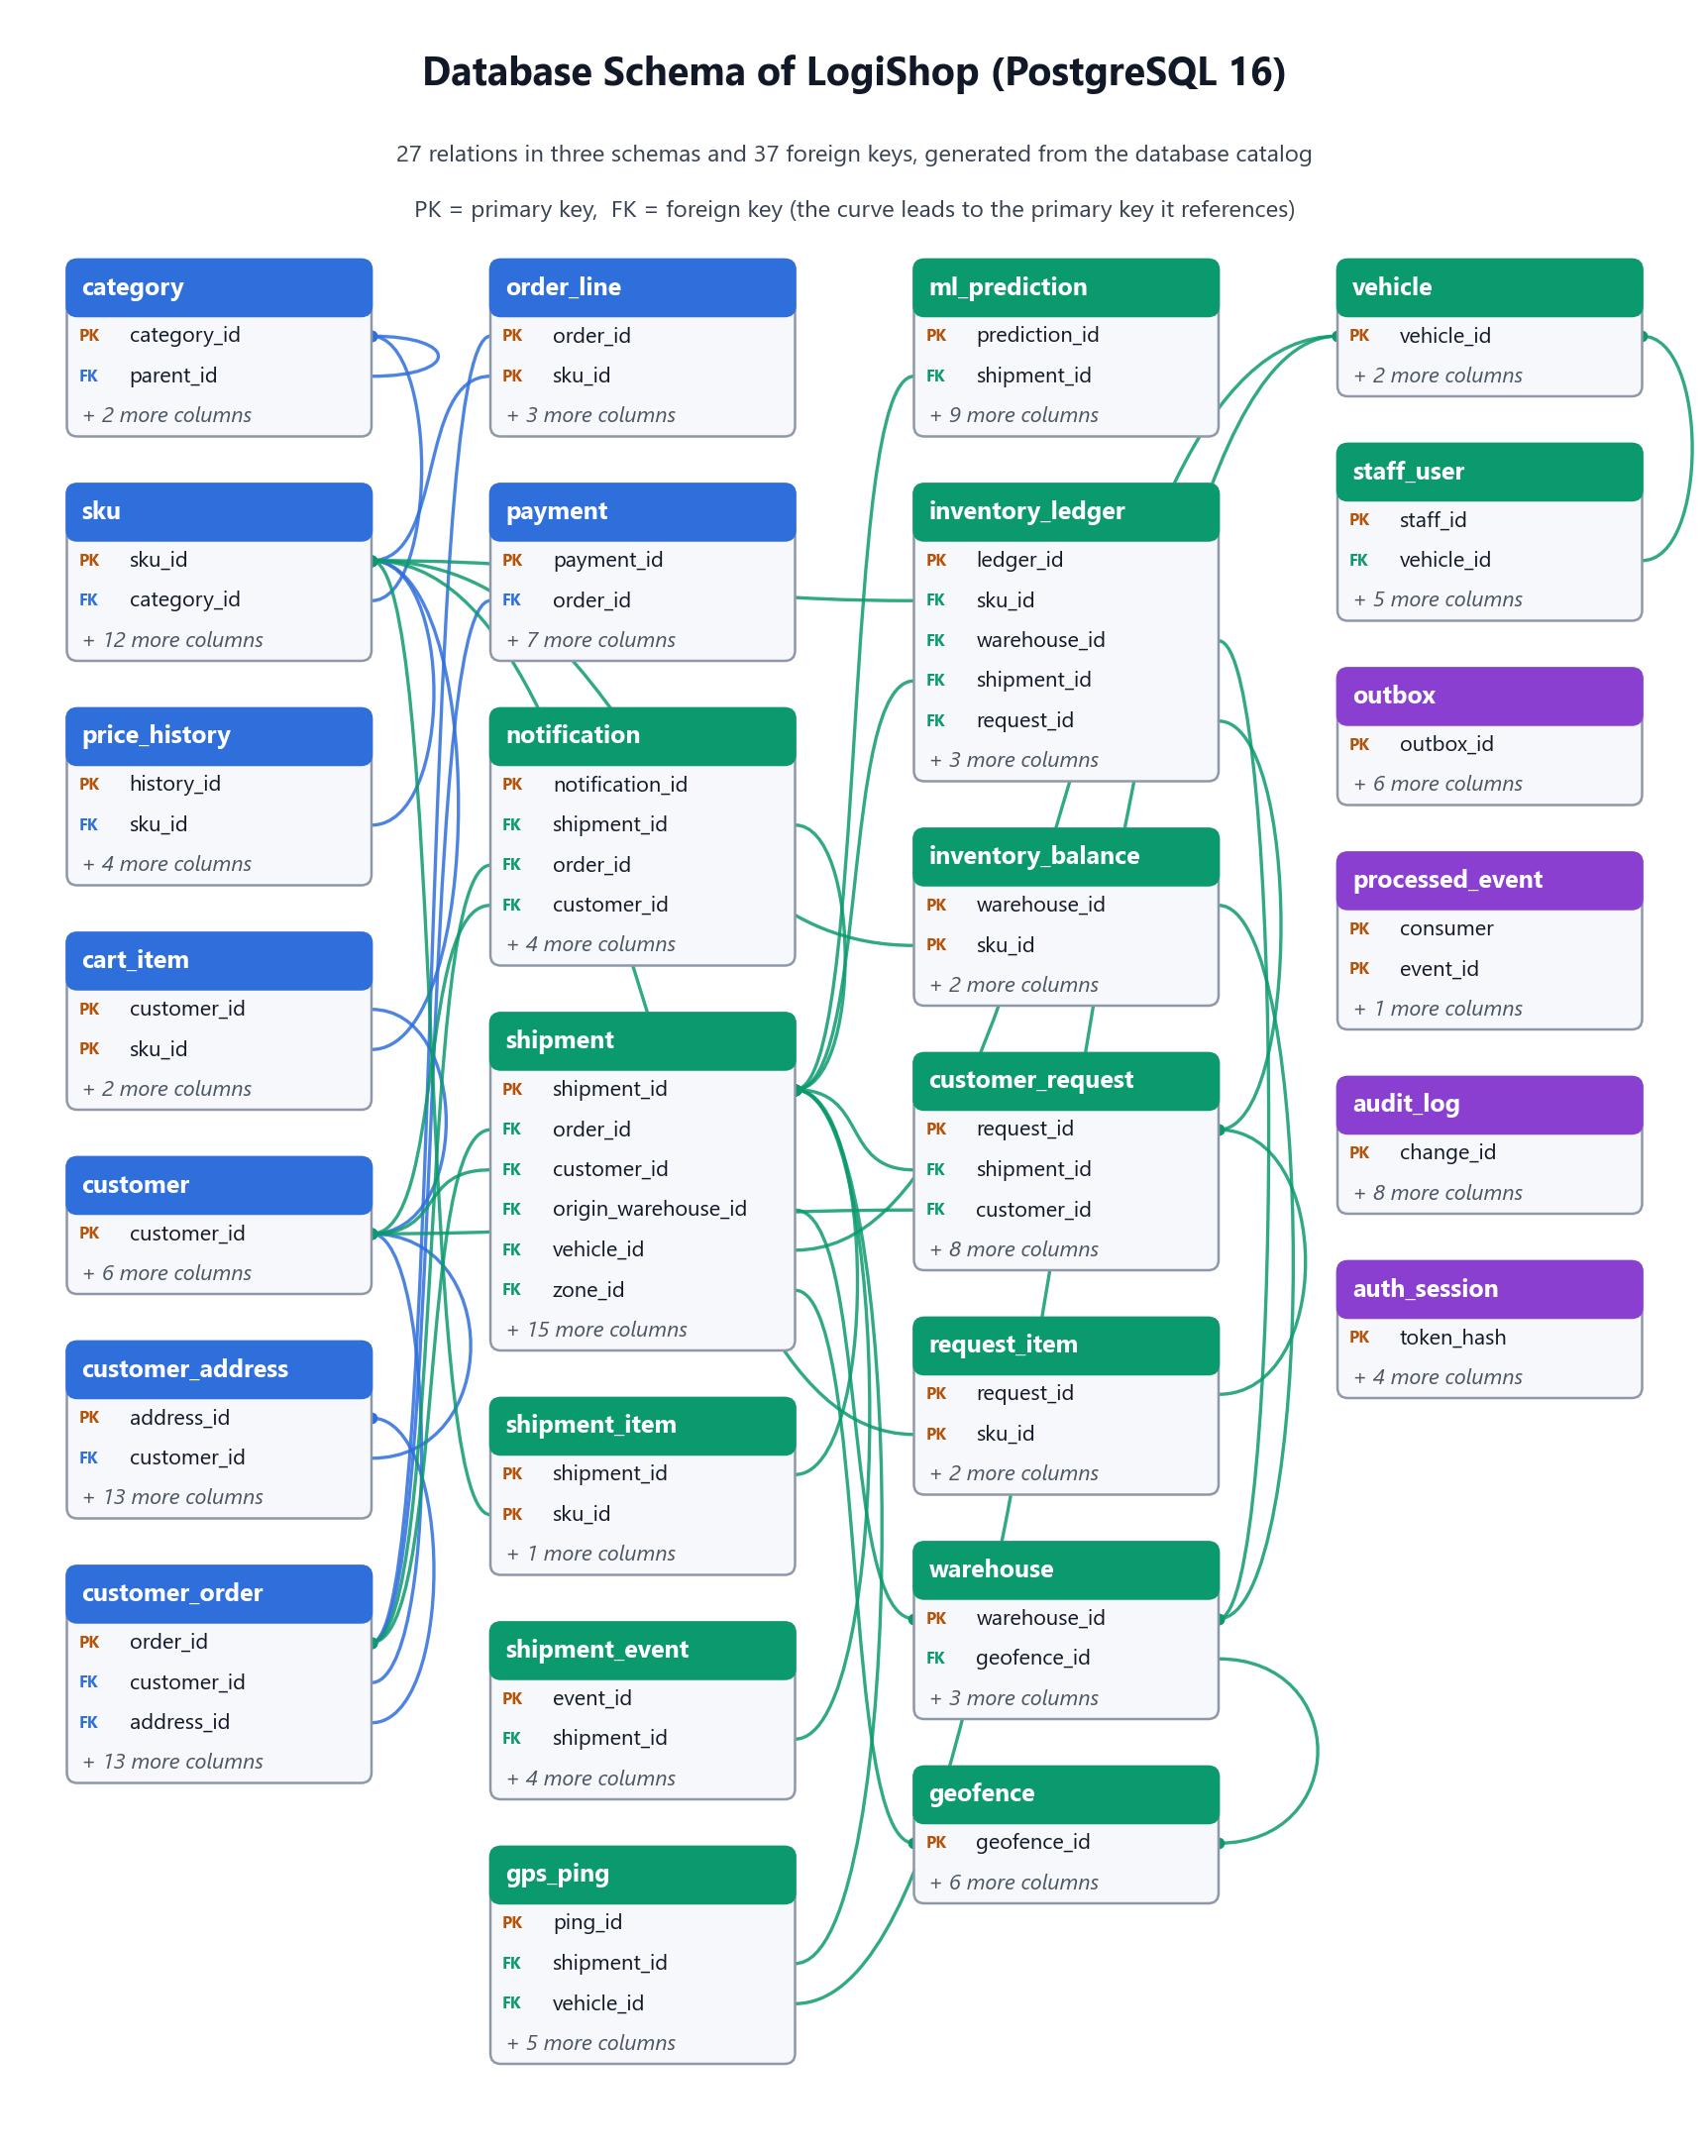 Database Schema of LogiShop (PostgreSQL 16)
27 relations in three schemas and 37 foreign keys, generated from the database catalog
PK = primary key, FK = foreign key (the curve leads to the primary key it references)
category
PK category_id
FK parent_id
+ 2 more columns
sku
PK sku_id
FK category_id
+ 12 more columns
price_history
PK history_id
FK sku_id
+ 4 more columns
cart_item
PK customer_id
PK sku_id
+ 2 more columns
customer
PK customer_id
+ 6 more columns
customer_address
PK address_id
FK customer_id
+ 13 more columns
customer_order
PK order_id
FK customer_id
FK address_id
+ 13 more columns
order_line
PK order_id
PK sku_id
+ 3 more columns
payment
PK payment_id
FK order_id
+ 7 more columns
notification
PK notification_id
FK shipment_id
FK order_id
FK customer_id
+ 4 more columns
shipment
PK shipment_id
FK order_id
FK customer_id
FK origin_warehouse_id
FK vehicle_id
FK zone_id
+ 15 more columns
shipment_item
PK shipment_id
PK sku_id
+ 1 more columns
shipment_event
PK event_id
FK shipment_id
+ 4 more columns
gps_ping
PK ping_id
FK shipment_id
FK vehicle_id
+ 5 more columns
ml_prediction
PK prediction_id
FK shipment_id
+ 9 more columns
inventory_ledger
PK ledger_id
FK sku_id
FK warehouse_id
FK shipment_id
FK request_id
+ 3 more columns
inventory_balance
PK warehouse_id
PK sku_id
+ 2 more columns
customer_request
PK request_id
FK shipment_id
FK customer_id
+ 8 more columns
request_item
PK request_id
PK sku_id
+ 2 more columns
warehouse
PK warehouse_id
FK geofence_id
+ 3 more columns
geofence
PK geofence_id
+ 6 more columns
vehicle
PK vehicle_id
+ 2 more columns
staff_user
PK staff_id
FK vehicle_id
+ 5 more columns
outbox
PK outbox_id
+ 6 more columns
processed_event
PK consumer
PK event_id
+ 1 more columns
audit_log
PK change_id
+ 8 more columns
auth_session
PK token_hash
+ 4 more columns